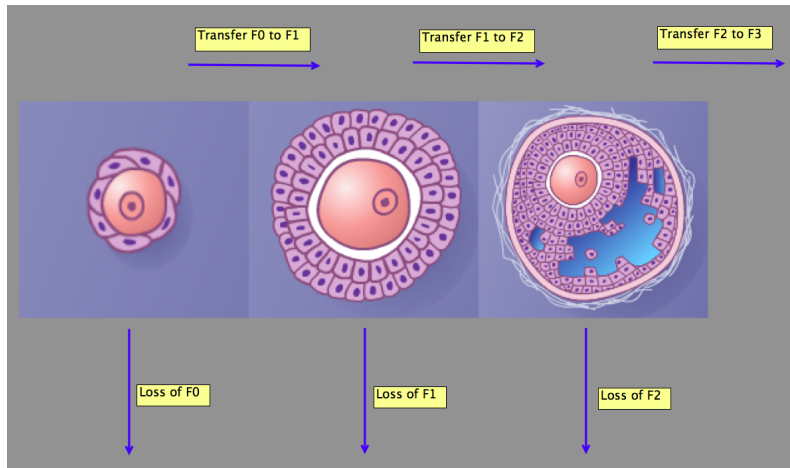 Transfer F0 to F1
Transfer F1 to F2
Transfer F2 to F3
Loss of F0
Loss of F1
Loss of F2